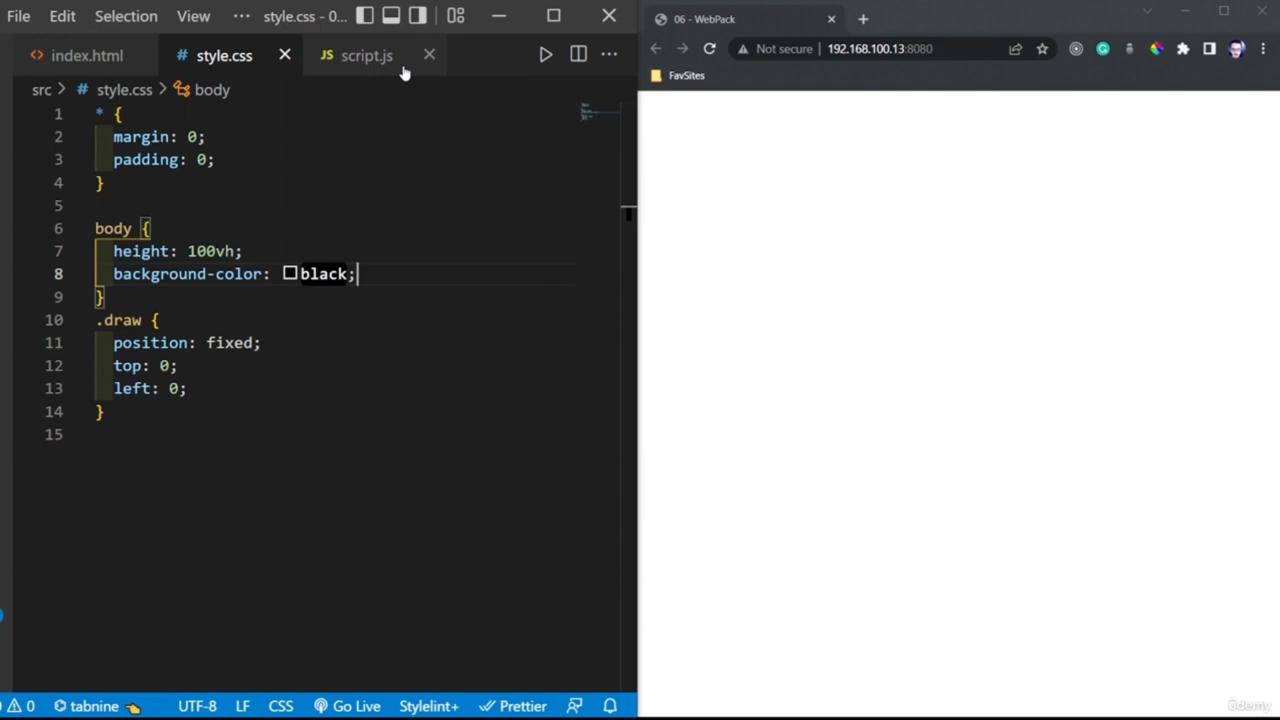 File Edit Selection View ··· style.css - 0...
index.html # style.css JS script.js
src > # style.css > body
1 * {
2 margin: 0;
3 padding: 0;
4 }
5
6 body {
7 height: 100vh;
8 background-color: black;
9 }
10 .draw {
11 position: fixed;
12 top: 0;
13 left: 0;
14 }
15
0 tabnine UTF-8 LF CSS Go Live Stylelint+ Prettier
06 - WebPack
Not secure 192.168.100.13:8080
FavSites
ûdemy